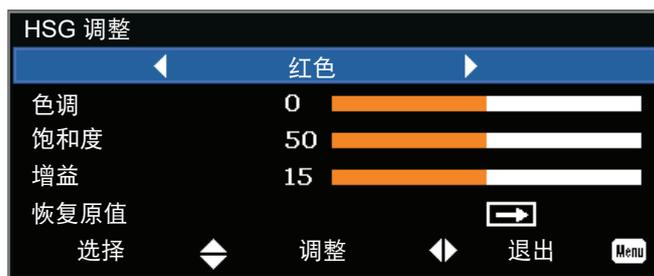 HSG 调整
红色
色调 0
饱和度 50
增益 15
恢复原值
选择 调整 退出 Menu